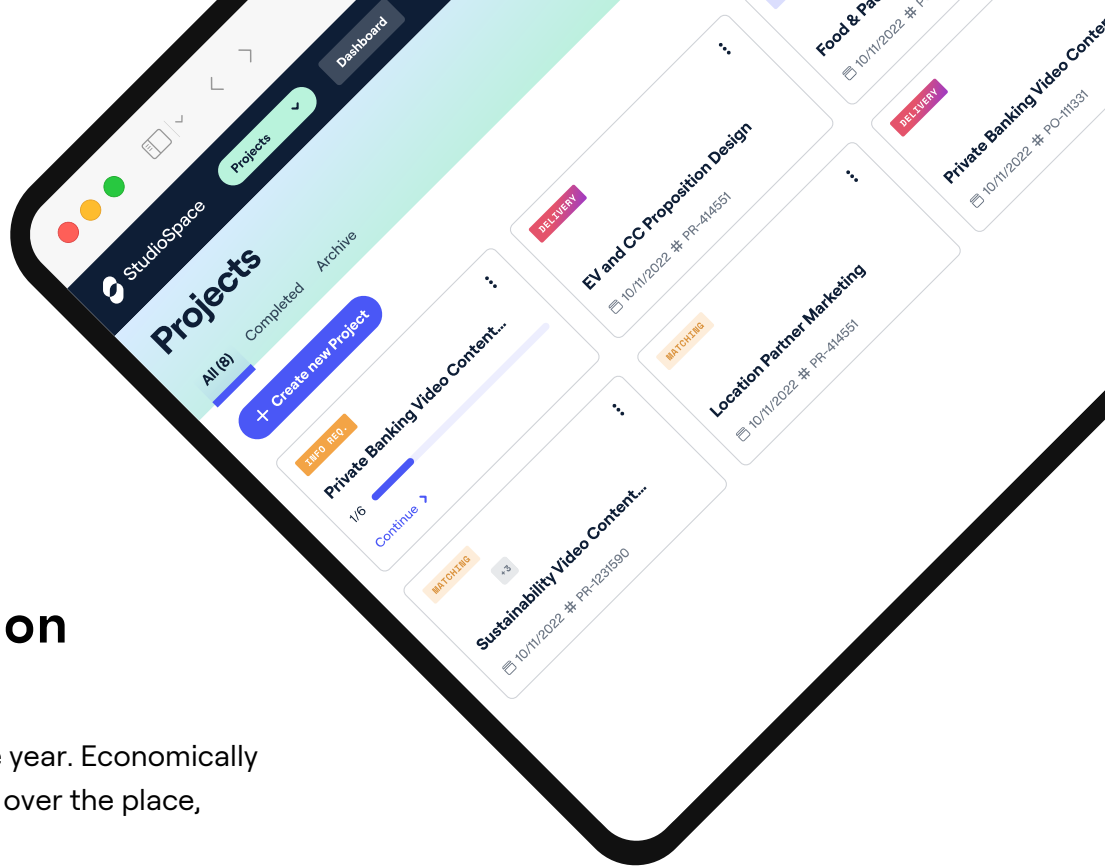 StudioSpace
Projects
Dashboard
Projects
All (8)
Completed
Archive
Create new Project
INFO REQ.
Private Banking Video Content...
1/6
Continue
DELIVERY
EV and CC Proposition Design
10/11/2022 # PR-414551
Food &
10/11/2022 #
MATCHING
+3
Sustainability Video Content...
10/11/2022 # PR-1231590
MATCHING
Location Partner Marketing
10/11/2022 # PR-414551
DELIVERY
Private Banking Video
10/11/2022 # PO-111331
on
year. Economically
over the place,